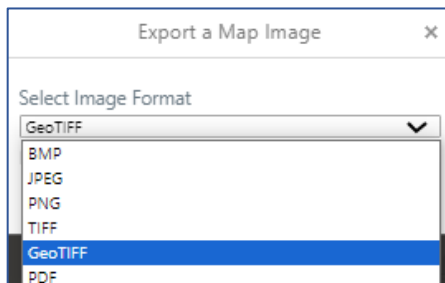 Export a Map Image ×
Select Image Format
GeoTIFF
BMP
JPEG
PNG
TIFF
GeoTIFF
PDF